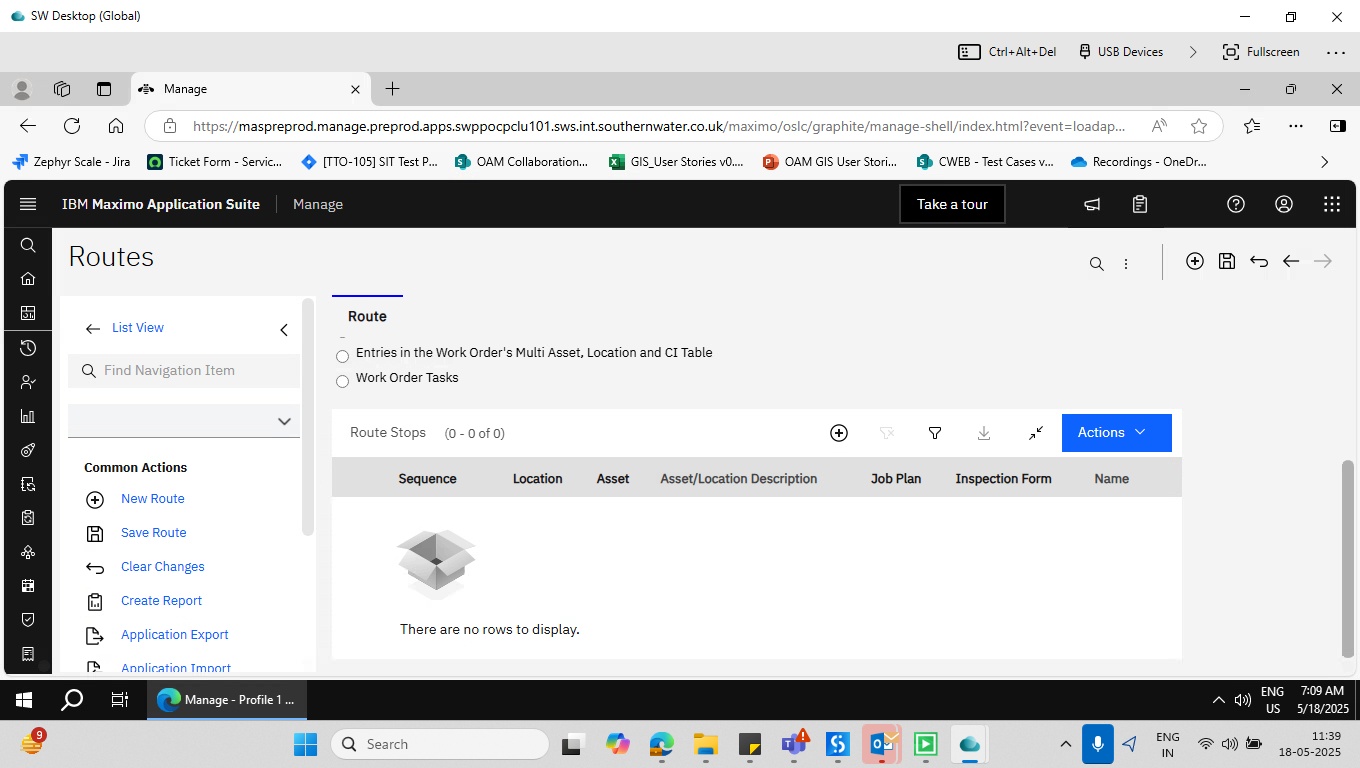 SW Desktop (Global)
Ctrl+Alt+Del USB Devices Fullscreen
Manage
https://maspreprod.manage.preprod.apps.swppocpclu101.sws.int.southernwater.co.uk/maximo/oslc/graphite/manage-shell/index.html?event=loadap...
Zephyr Scale - Jira Ticket Form - Servic... [TTO-105] SIT Test P... OAM Collaboration... GIS_User Stories v0.... OAM GIS User Stori... CWEB - Test Cases v... Recordings - OneDr...
IBM Maximo Application Suite Manage Take a tour
Routes
List View
Find Navigation Item
Common Actions
New Route
Save Route
Clear Changes
Create Report
Application Export
Application Import
Route
Entries in the Work Order's Multi Asset, Location and CI Table
Work Order Tasks
Route Stops (0 - 0 of 0) Actions
Sequence Location Asset Asset/Location Description Job Plan Inspection Form Name
There are no rows to display.
Manage - Profile 1 ... ENG 7:09 AM
US 5/18/2025
9 Search ENG 11:39
IN 18-05-2025